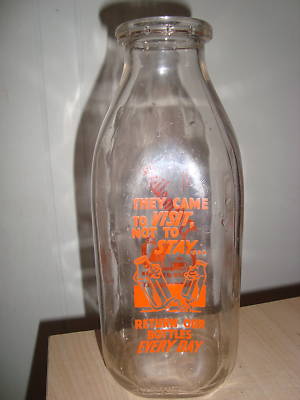 THEY CAME
TO VISIT,
NOT TO
STAY
RETURN OUR
BOTTLES
EVERY DAY